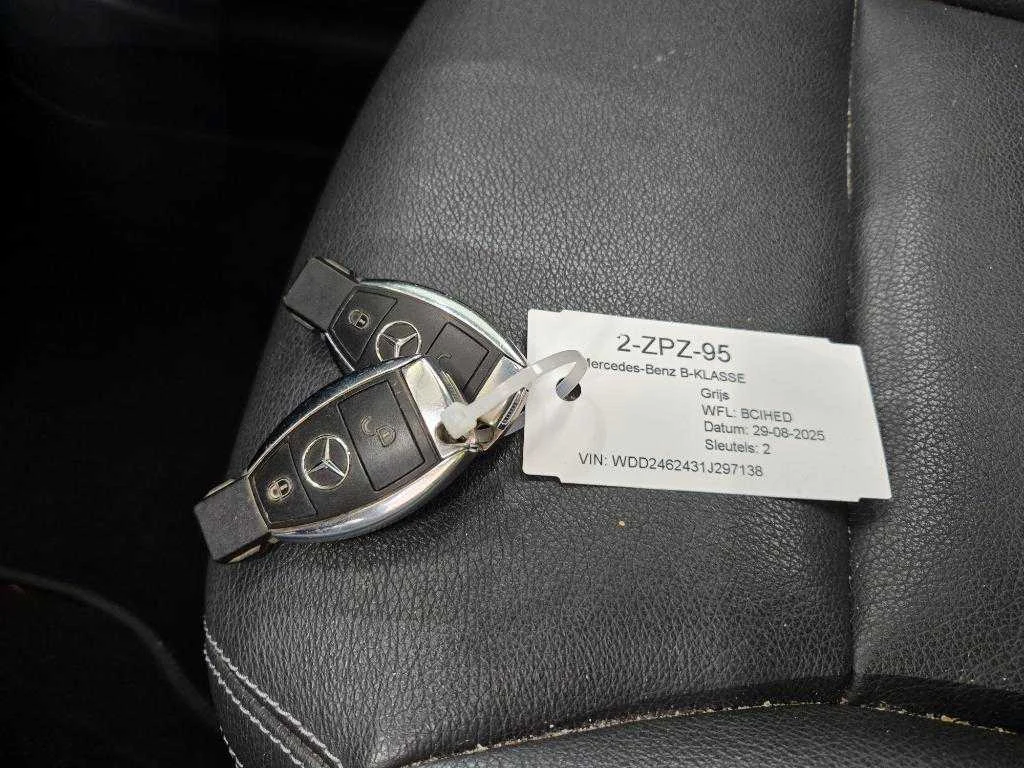 2-ZPZ-95
Mercedes-Benz B-KLASSE
Grijs
WFL: BCIHED
Datum: 29-08-2025
Sleutels: 2
VIN: WDD2462431J297138